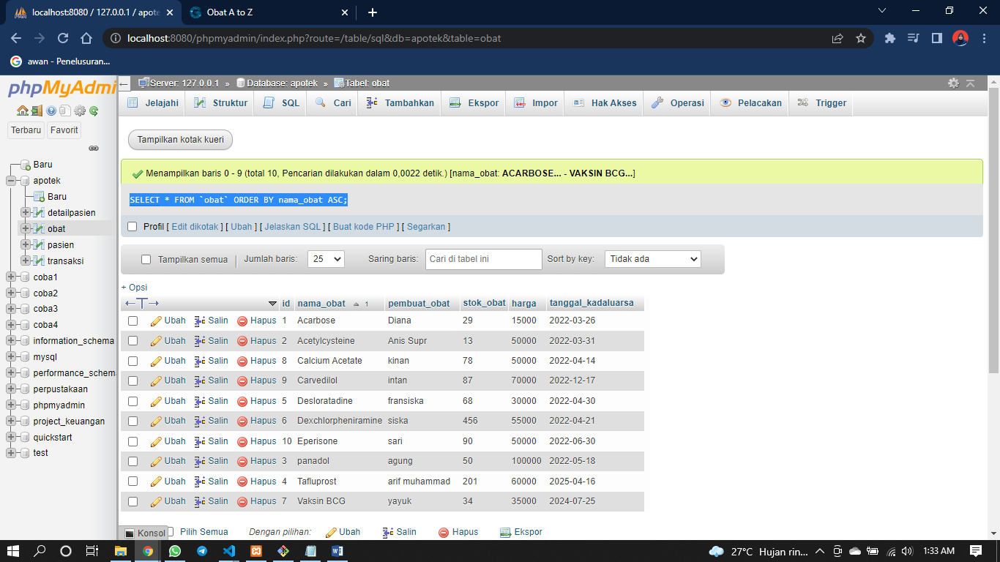 localhost:8080 / 127.0.0.1 / apote
Obat A to Z
localhost:8080/phpmyadmin/index.php?route=/table/sql&db=apotek&table=obat
awan - Penelusuran...
phpMyAdmi
Terbaru Favorit
Baru
apotek
Baru
detailpasien
obat
pasien
transaksi
coba1
coba2
coba3
coba4
information_schema
mysql
performance_schema
perpustakaan
phpmyadmin
project_keuangan
quickstart
test
Server: 127.0.0.1 » Database: apotek » Tabel: obat
Jelajahi Struktur SQL Cari Tambahkan Ekspor Impor Hak Akses Operasi Pelacakan Trigger
Tampilkan kotak kueri
Menampilkan baris 0 - 9 (total 10, Pencarian dilakukan dalam 0,0022 detik.) [nama_obat: ACARBOSE... - VAKSIN BCG...]
SELECT * FROM `obat` ORDER BY nama_obat ASC;
Profil [ Edit dikotak ] [ Ubah ] [ Jelaskan SQL ] [ Buat kode PHP ] [ Segarkan ]
Tampilkan semua | Jumlah baris: 25 Saring baris: Cari di tabel ini Sort by key: Tidak ada
+ Opsi
←T→ id nama_obat 1 pembuat_obat stok_obat harga tanggal_kadaluarsa
Ubah Salin Hapus 1 Acarbose Diana 29 15000 2022-03-26
Ubah Salin Hapus 2 Acetylcysteine Anis Supr 13 50000 2022-03-31
Ubah Salin Hapus 8 Calcium Acetate kinan 78 50000 2022-04-14
Ubah Salin Hapus 9 Carvedilol intan 87 70000 2022-12-17
Ubah Salin Hapus 5 Desloratadine fransiska 68 30000 2022-04-30
Ubah Salin Hapus 6 Dexchlorpheniramine siska 456 55000 2022-04-21
Ubah Salin Hapus 10 Eperisone sari 90 50000 2022-06-30
Ubah Salin Hapus 3 panadol agung 50 100000 2022-05-18
Ubah Salin Hapus 4 Tafluprost arif muhammad 201 60000 2025-04-16
Ubah Salin Hapus 7 Vaksin BCG yayuk 34 35000 2024-07-25
Konsol Pilih Semua Dengan pilihan: Ubah Salin Hapus Ekspor
27°C Hujan rin... 1:33 AM